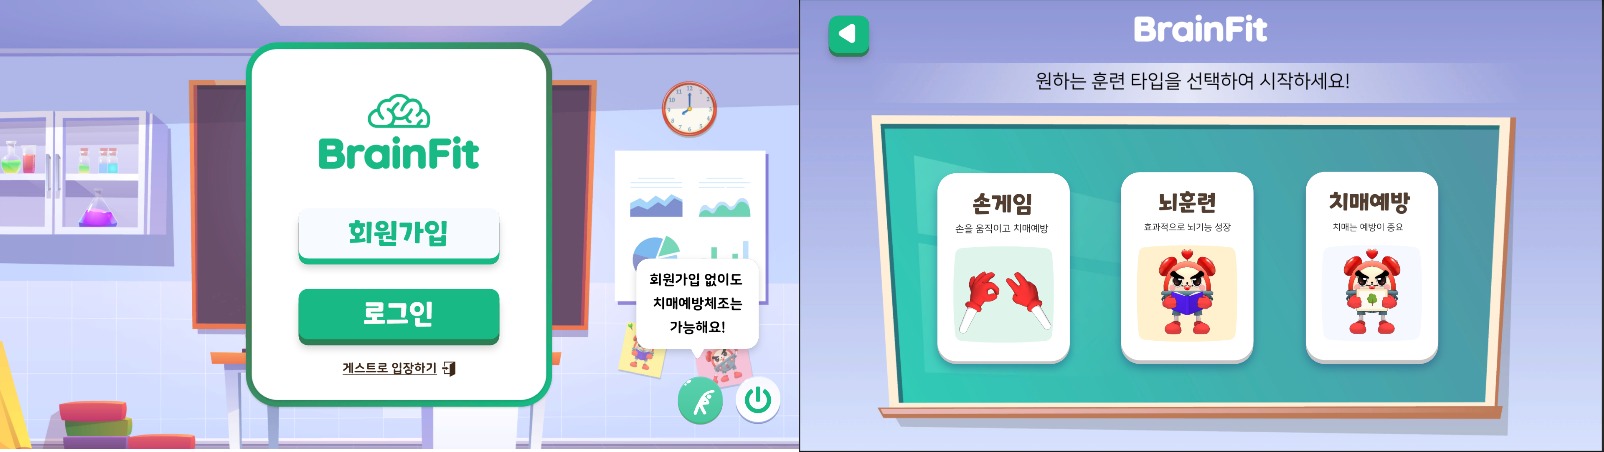 BrainFit
회원가입
로그인
게스트로 입장하기
회원가입 없이도
치매예방체조는
가능해요!
BrainFit
원하는 훈련 타입을 선택하여 시작하세요!
손게임
손을 움직이고 치매예방
뇌훈련
효과적으로 뇌기능 성장
치매예방
치매는 예방이 중요